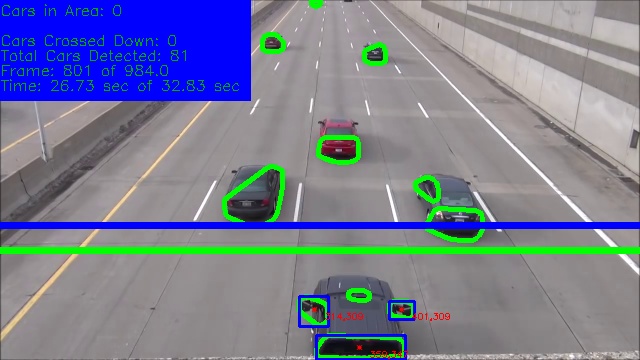 Cars in Area: 0
Cars Crossed Down: 0
Total Cars Detected: 81
Frame: 801 of 984.0
Time: 26.73 sec of 32.83 sec
314,309
401,309